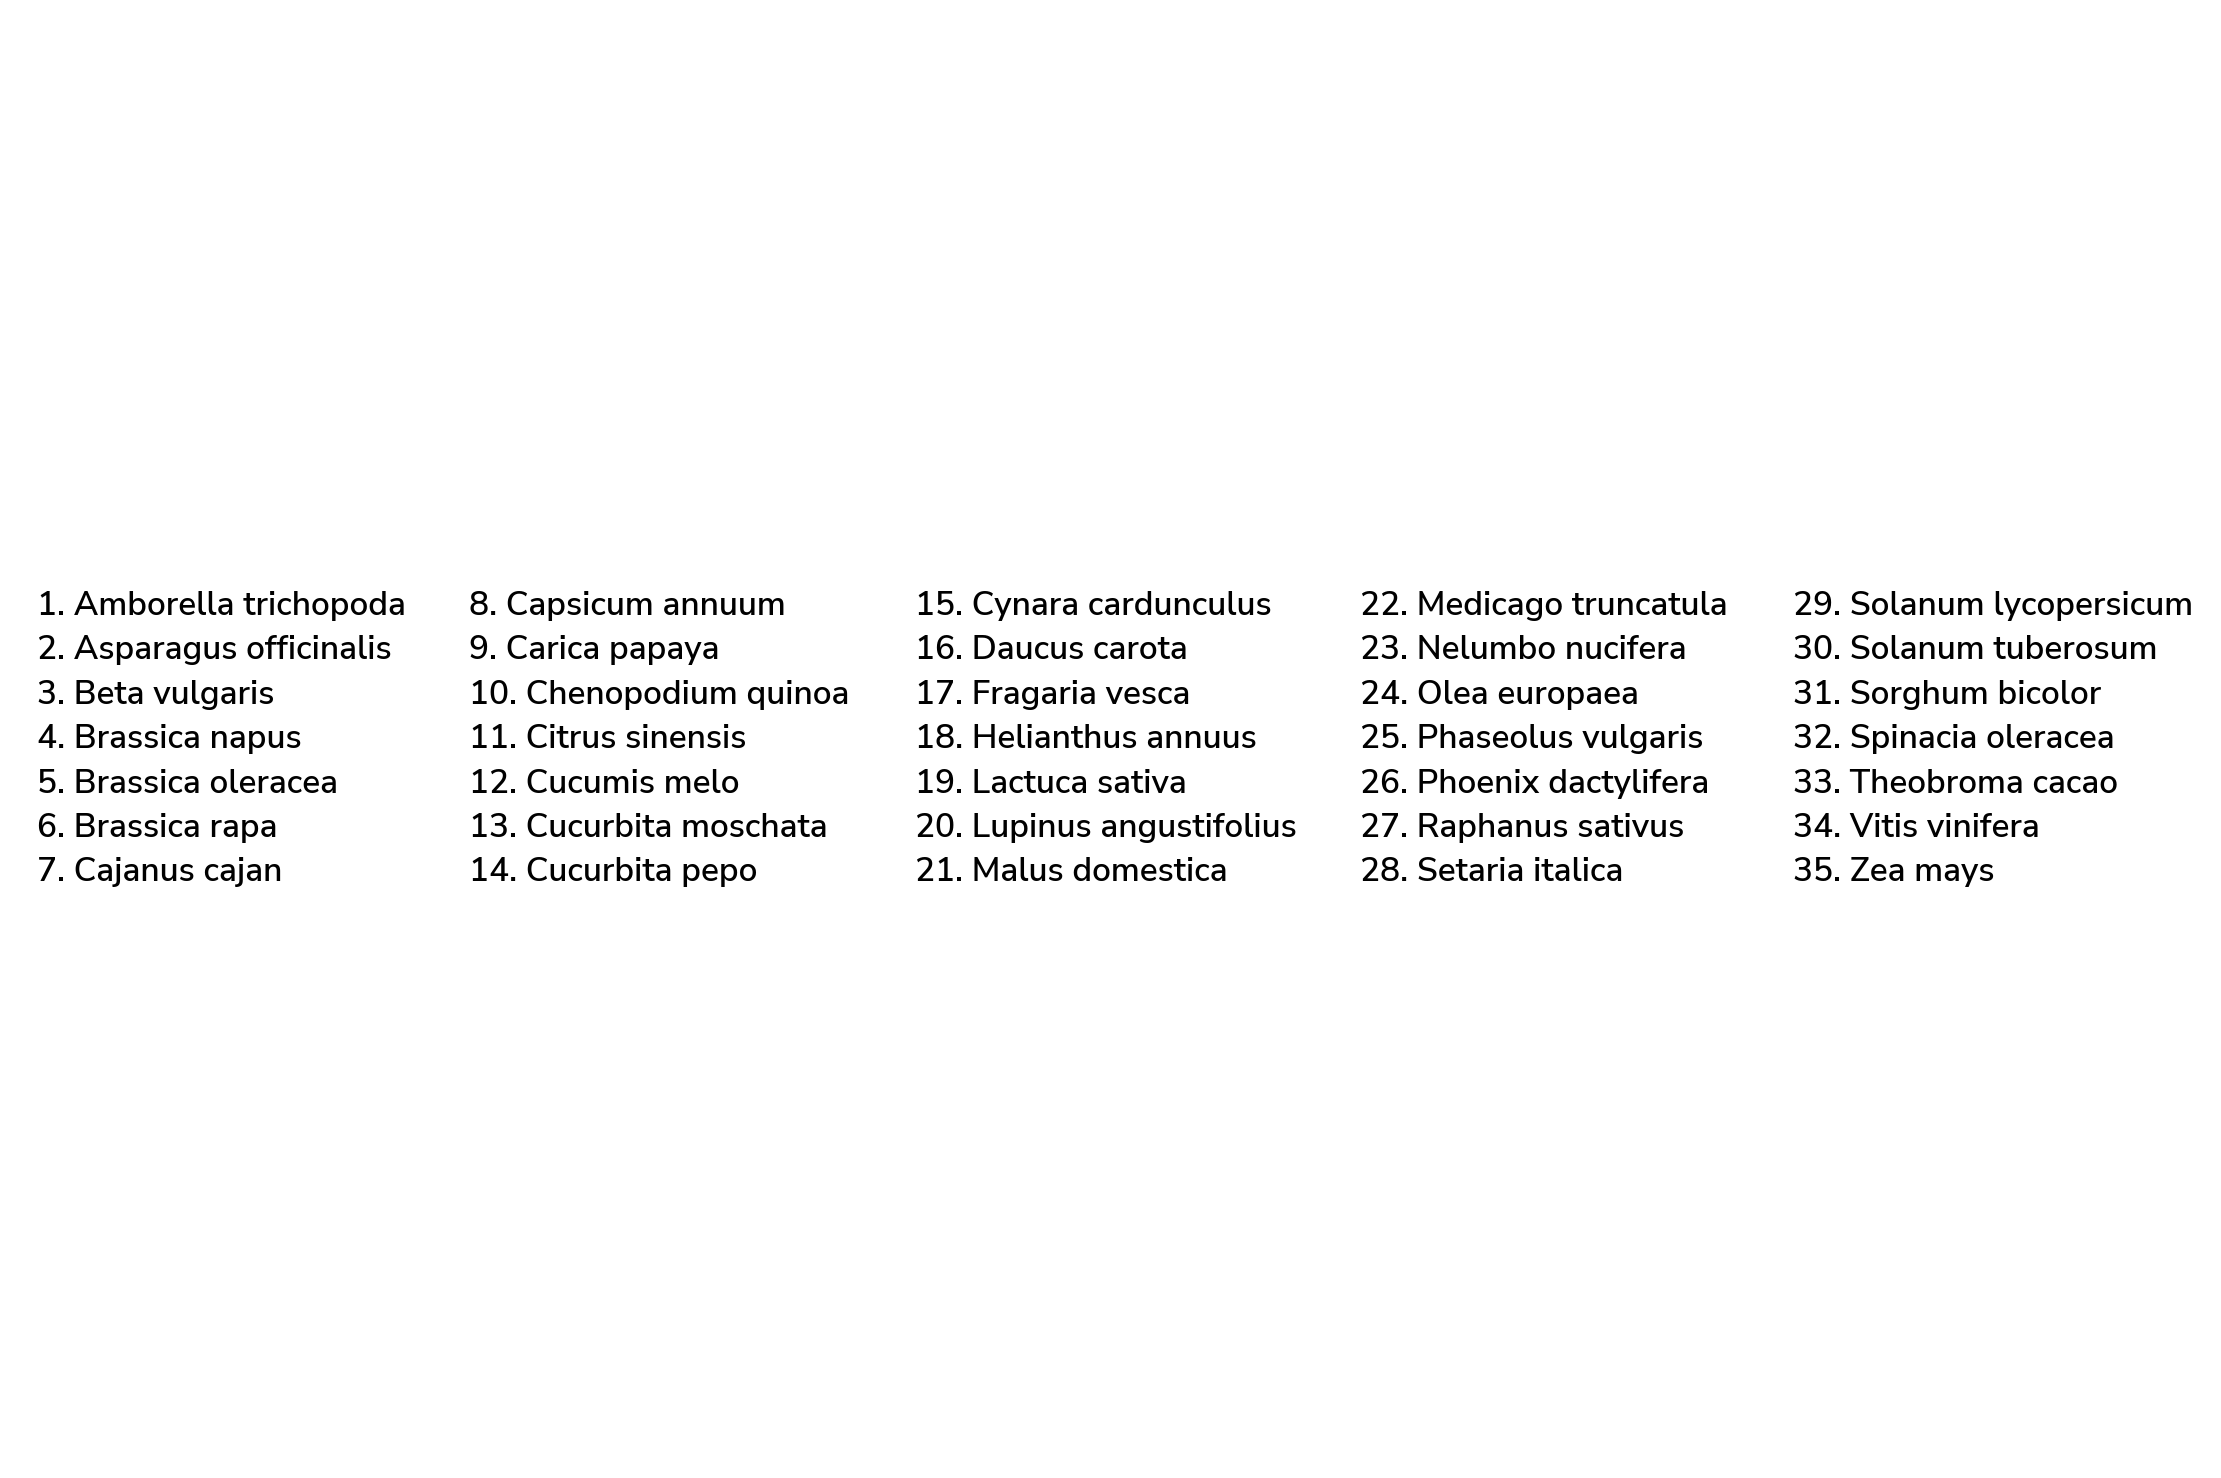 1. Amborella trichopoda
2. Asparagus officinalis
3. Beta vulgaris
4. Brassica napus
5. Brassica oleracea
6. Brassica rapa
7. Cajanus cajan
8. Capsicum annuum
9. Carica papaya
10. Chenopodium quinoa
11. Citrus sinensis
12. Cucumis melo
13. Cucurbita moschata
14. Cucurbita pepo
15. Cynara cardunculus
16. Daucus carota
17. Fragaria vesca
18. Helianthus annuus
19. Lactuca sativa
20. Lupinus angustifolius
21. Malus domestica
22. Medicago truncatula
23. Nelumbo nucifera
24. Olea europaea
25. Phaseolus vulgaris
26. Phoenix dactylifera
27. Raphanus sativus
28. Setaria italica
29. Solanum lycopersicum
30. Solanum tuberosum
31. Sorghum bicolor
32. Spinacia oleracea
33. Theobroma cacao
34. Vitis vinifera
35. Zea mays